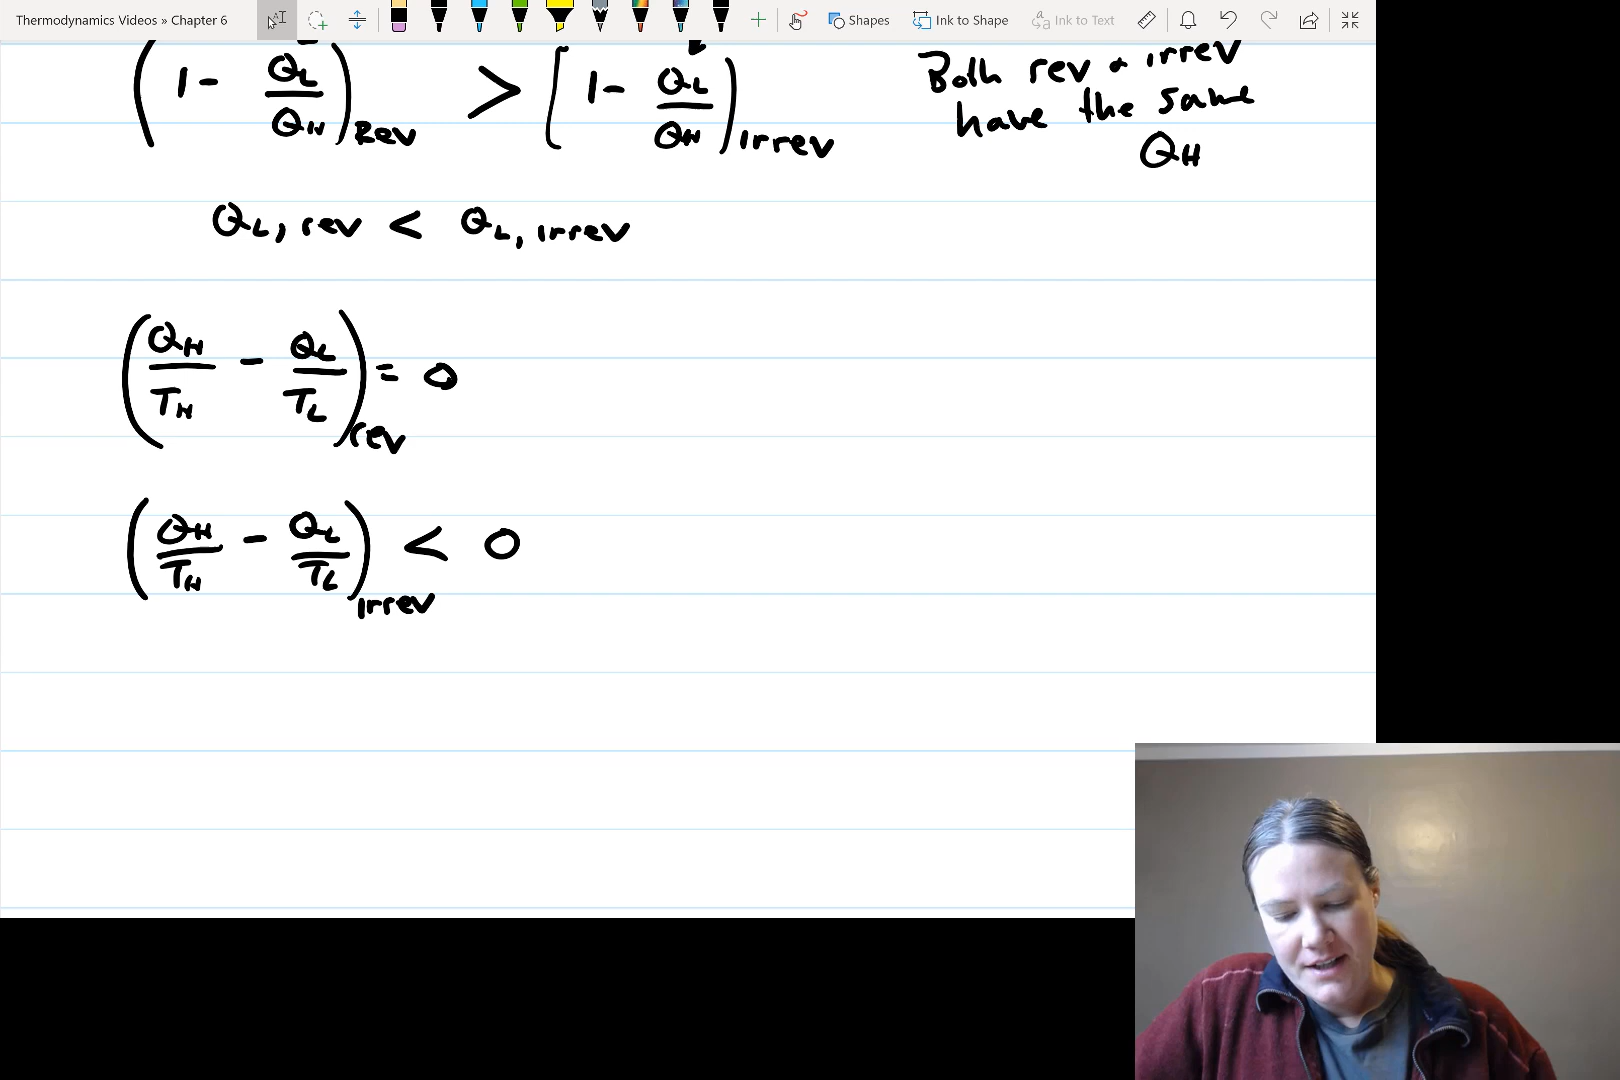 Thermodynamics Videos » Chapter 6
Shapes
Ink to Shape
Ink to Text
(1 - QL/QH)Rev > [1 - QL/QH)Irrev
Both rev & irrev
have the same
QH
QL, rev < QL, irrev
(QH/TH - QL/TL)rev = 0
(QH/TH - QL/TL)irrev < 0